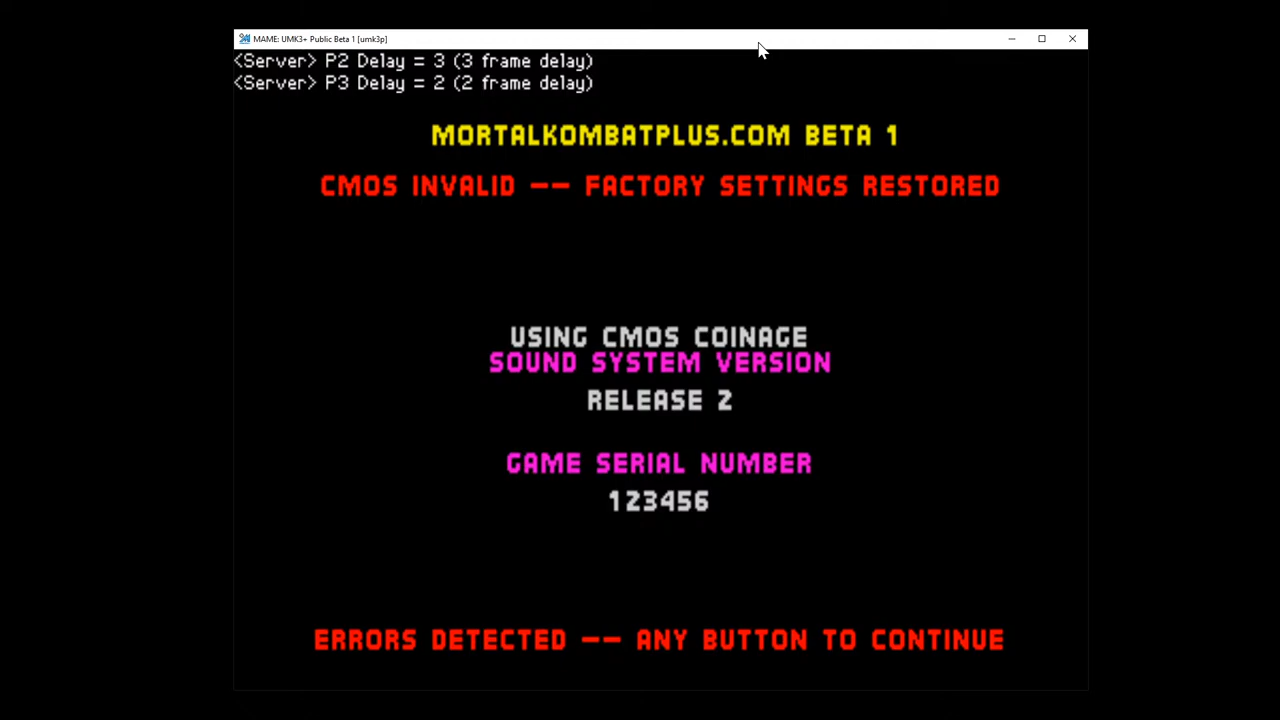 MAME: UMK3+ Public Beta 1 [umk3p]
<Server> P2 Delay = 3 (3 frame delay)
<Server> P3 Delay = 2 (2 frame delay)
MORTALKOMBATPLUS.COM BETA 1
CMOS INVALID -- FACTORY SETTINGS RESTORED
USING CMOS COINAGE
SOUND SYSTEM VERSION
RELEASE 2
GAME SERIAL NUMBER
123456
ERRORS DETECTED -- ANY BUTTON TO CONTINUE